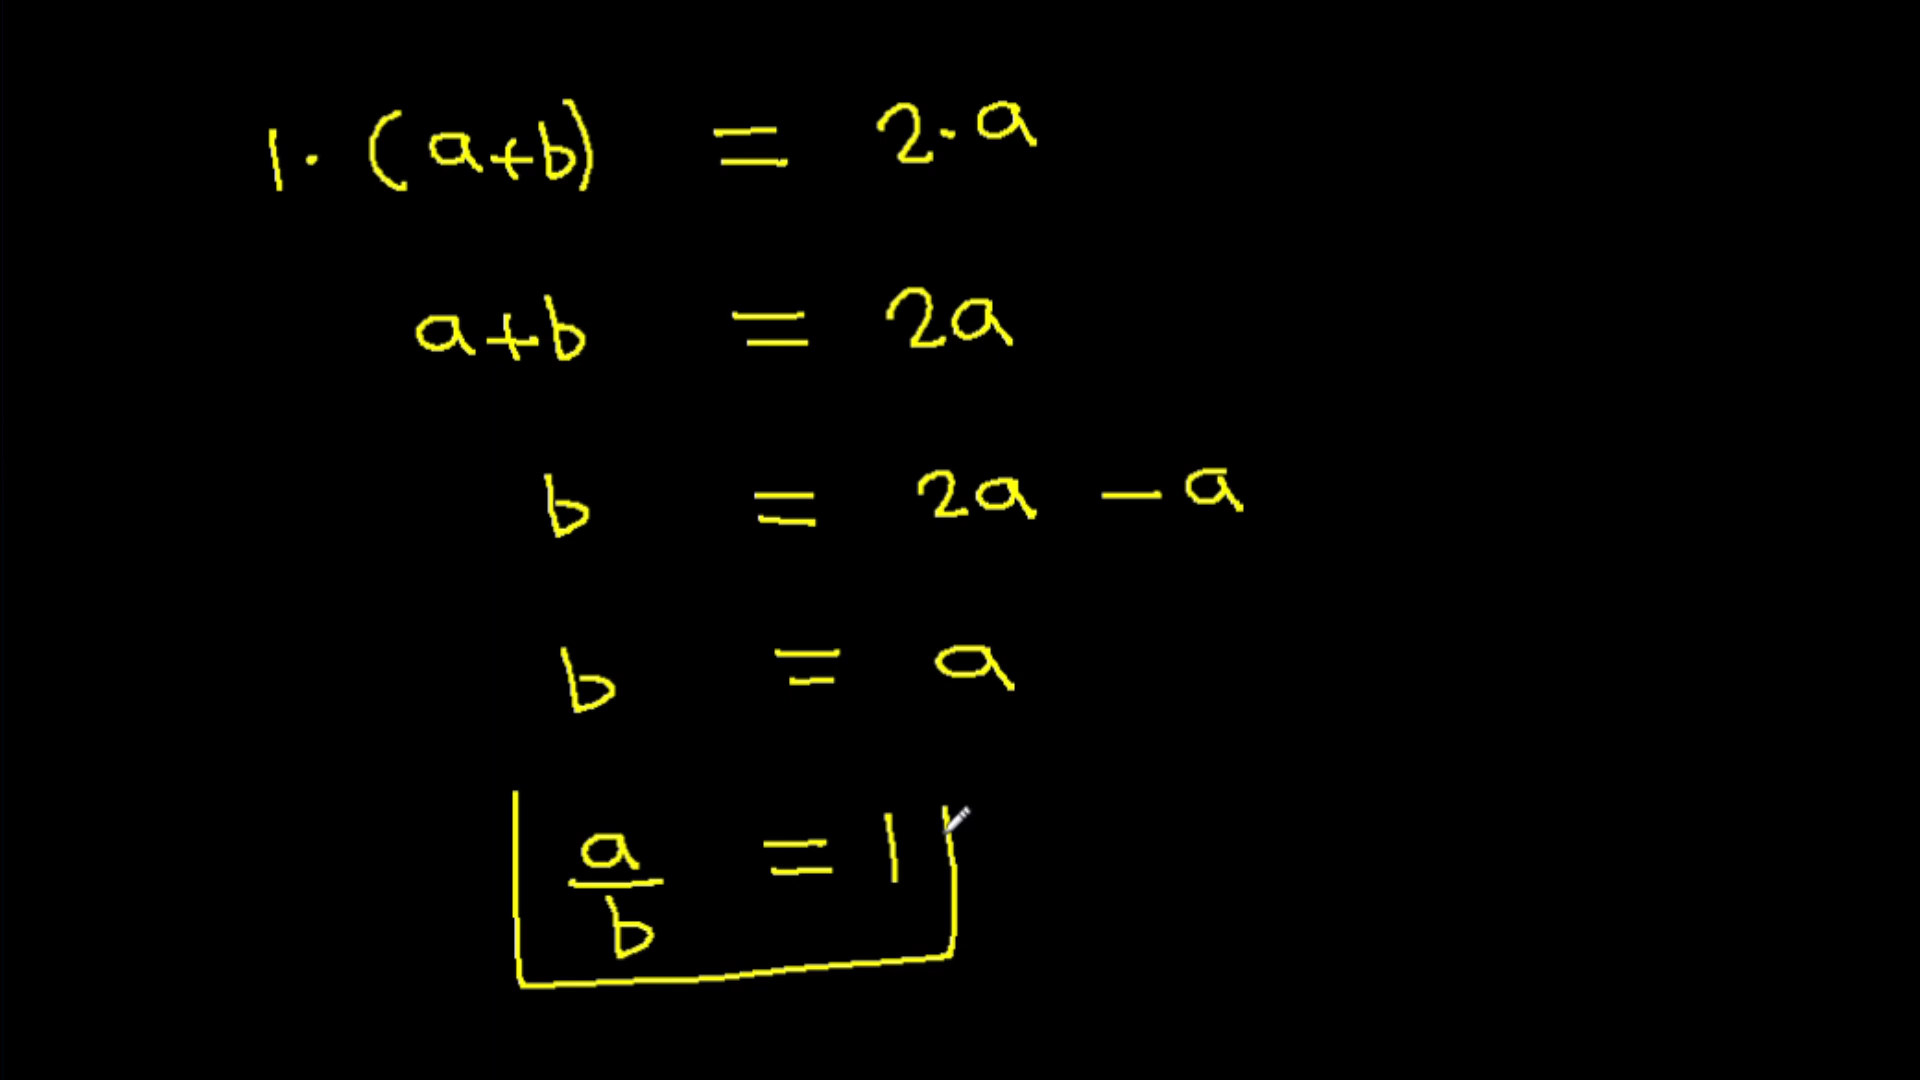 1. (a+b) = 2.a
a+b = 2a
b = 2a - a
b = a
a/b = 1